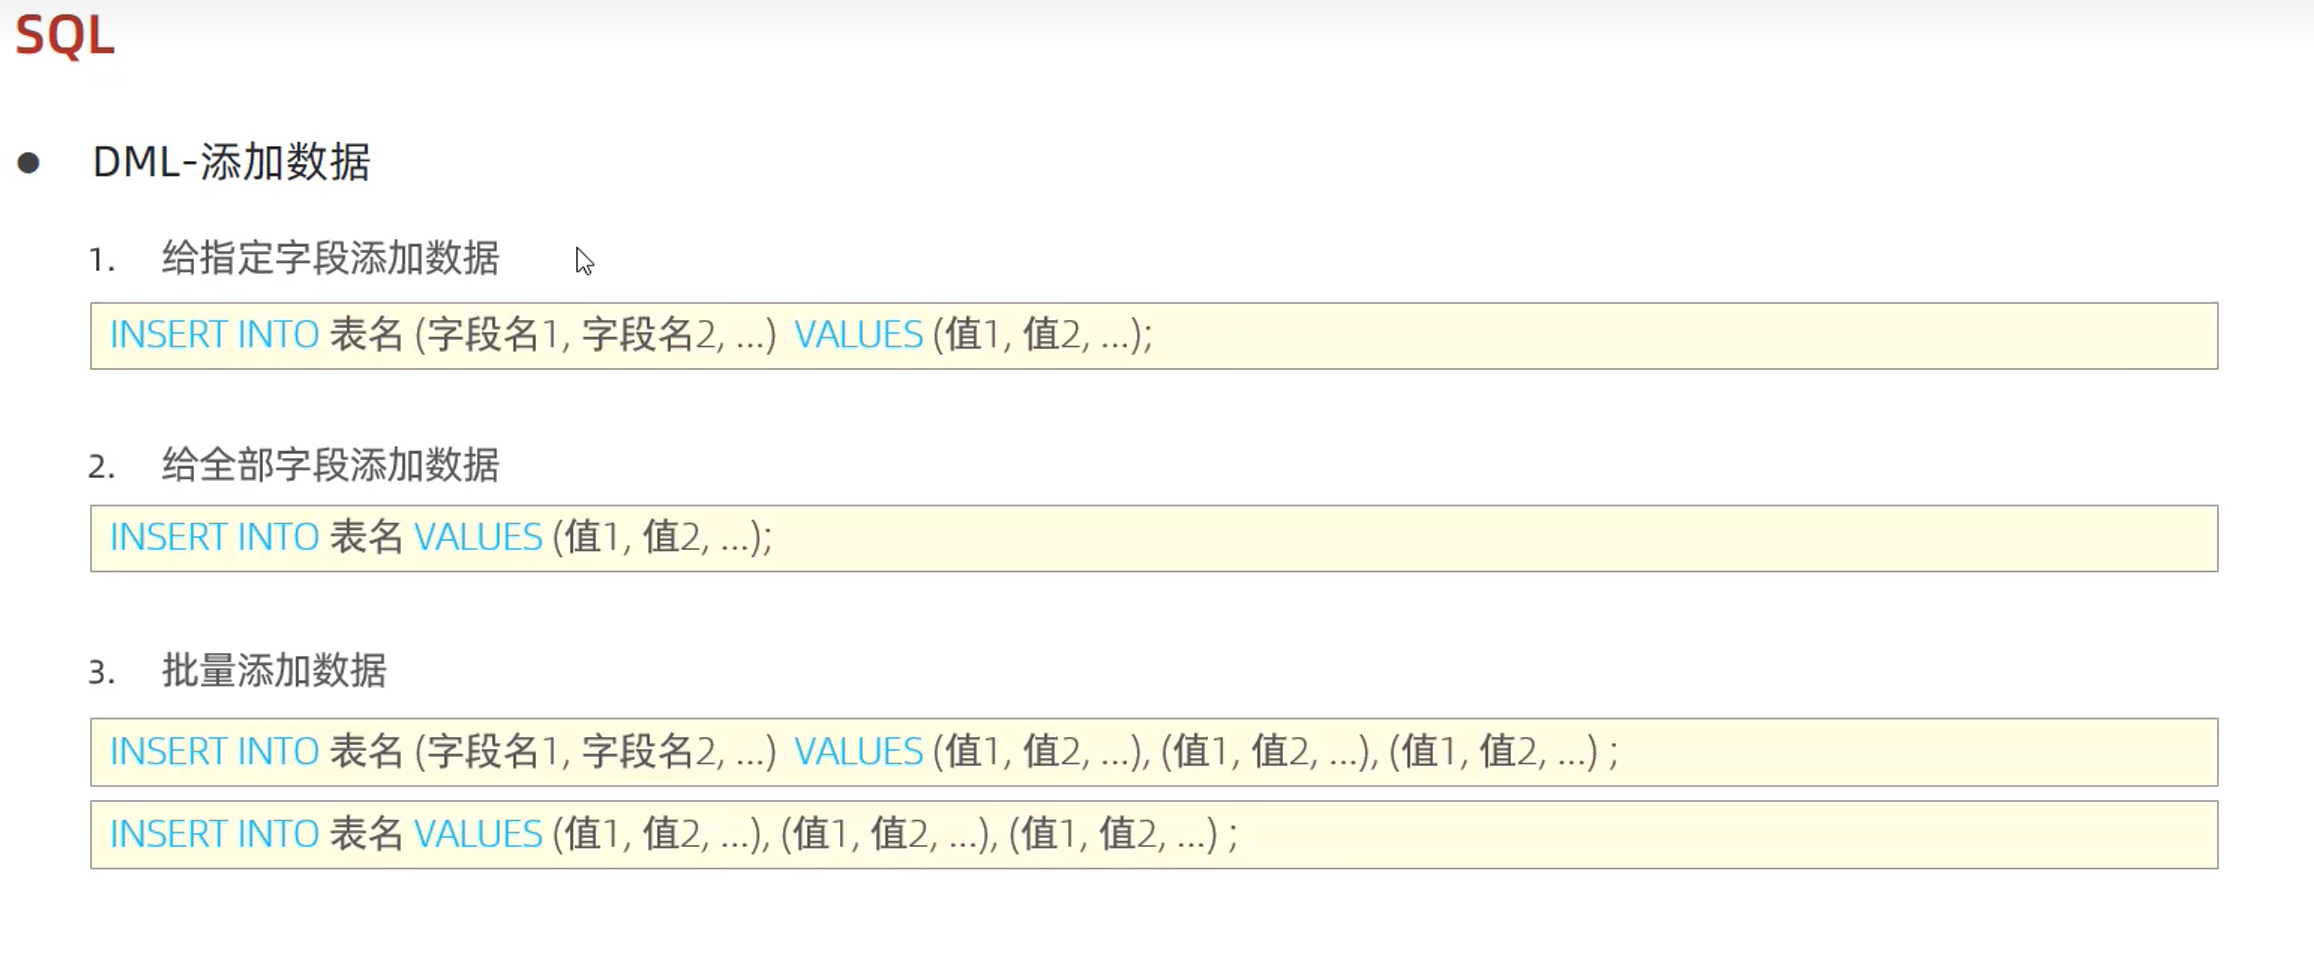 SQL
DML-添加数据
1. 给指定字段添加数据
INSERT INTO 表名 (字段名1, 字段名2, ...) VALUES (值1, 值2, ...);
2. 给全部字段添加数据
INSERT INTO 表名 VALUES (值1, 值2, ...);
3. 批量添加数据
INSERT INTO 表名 (字段名1, 字段名2, ...) VALUES (值1, 值2, ...), (值1, 值2, ...), (值1, 值2, ...) ;
INSERT INTO 表名 VALUES (值1, 值2, ...), (值1, 值2, ...), (值1, 值2, ...) ;